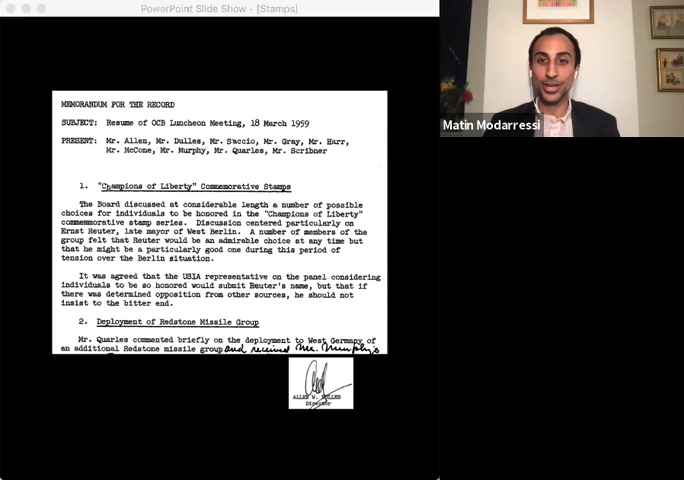 PowerPoint Slide Show - [Stamps]
MEMORANDUM FOR THE RECORD
SUBJECT: Resume of OCB Luncheon Meeting, 18 March 1959
PRESENT: Mr. Allen, Mr. Dulles, Mr. Gray, Mr. Harr,
Mr. McCone, Mr. Murphy, Mr. Quarles, Mr. Scribner
1. "Champions of Liberty" Commemorative Stamps
The Board discussed at considerable length a number of possible
choices for individuals to be honored in the "Champions of Liberty"
commemorative stamp series. Discussion centered particularly on
Ernst Reuter, late mayor of West Berlin. A number of members of the
group felt that Reuter would be an admirable choice at any time but
that he might be a particularly good one during this period of
tension over the Berlin situation.
It was agreed that the USIA representative on the panel considering
individuals to be so honored would submit Reuter's name, but that if
there was determined opposition from other sources, he should not
insist to the bitter end.
2. Deployment of Redstone Missile Group
Mr. Quarles commented briefly on the deployment to West Germany of
an additional Redstone missile group and received Mr. Murphy's
ALLEN W. DULLES
Director
Matin Modarressi